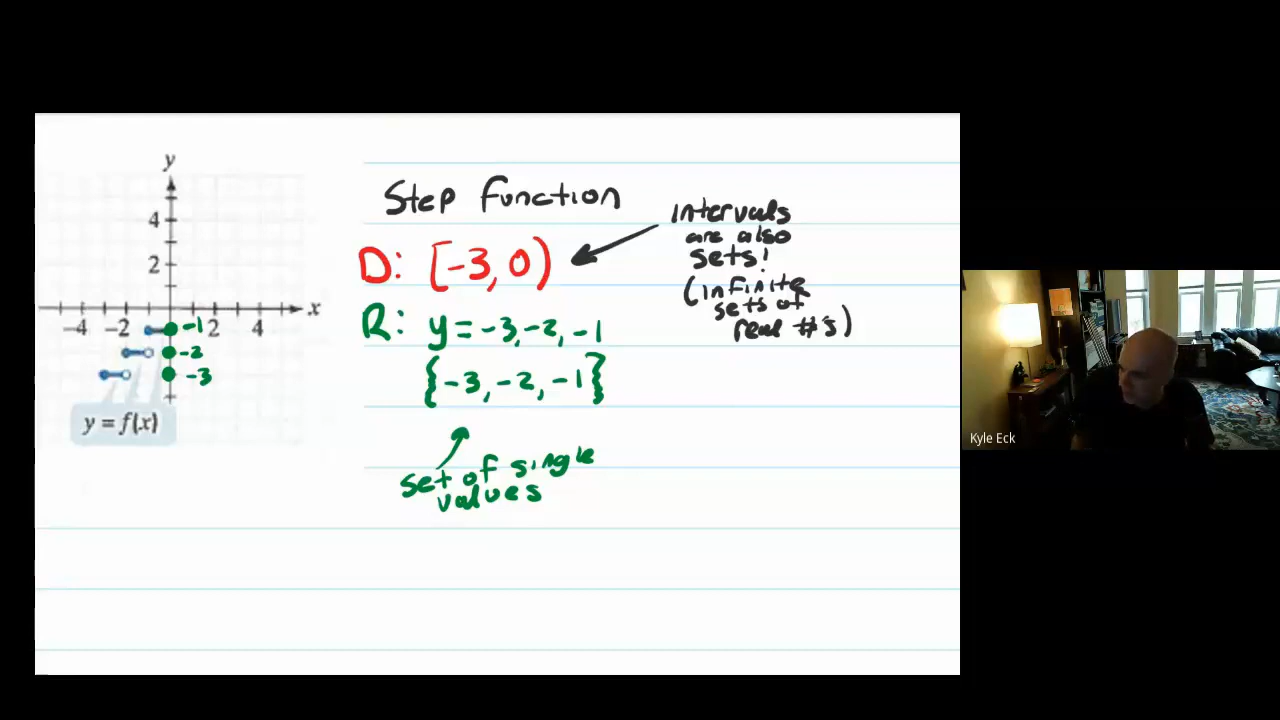 y
4
2
-4 -2 2 4 x
-1
-2
-3
y = f(x)
Step Function
D: [-3, 0)
R: y = -3, -2, -1
{-3, -2, -1}
set of single
values
intervals
are also
sets!
(infinite
sets of
real #'s)
Kyle Eck